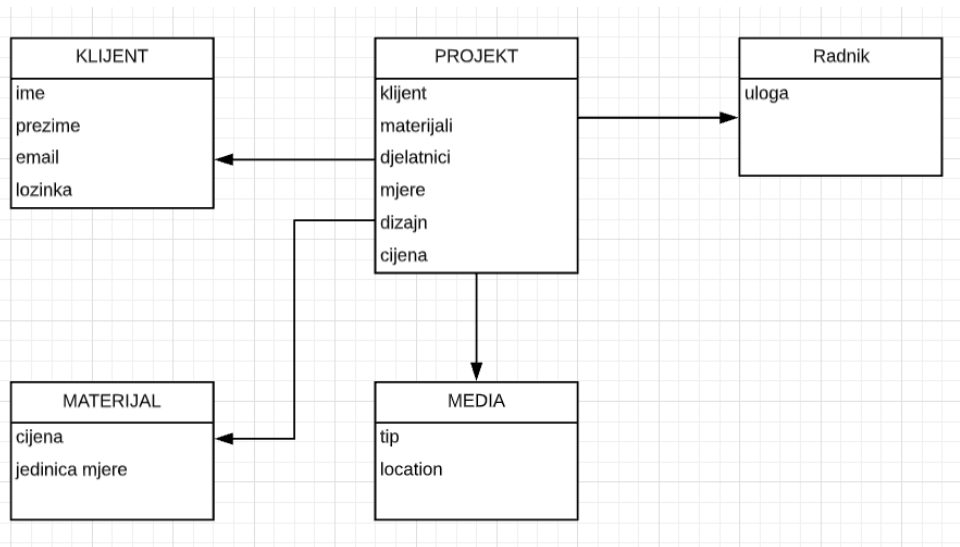 KLIJENT
ime
prezime
email
lozinka
PROJEKT
klijent
materijali
djelatnici
mjere
dizajn
cijena
Radnik
uloga
MATERIJAL
cijena
jedinica mjere
MEDIA
tip
location